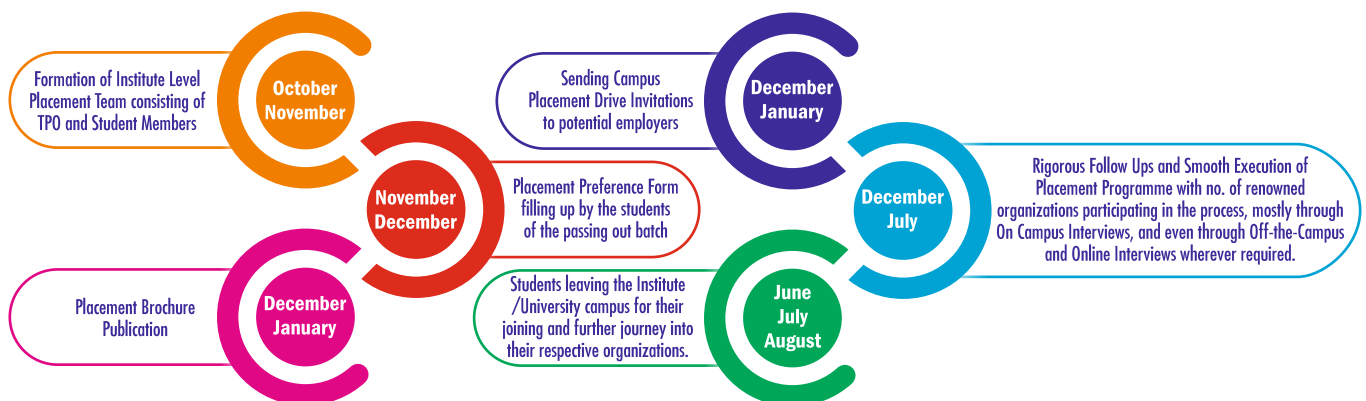 October
November
Formation of Institute Level
Placement Team consisting of
TPO and Student Members
November
December
Placement Preference Form
filling up by the students
of the passing out batch
December
January
Placement Brochure
Publication
December
January
Sending Campus
Placement Drive Invitations
to potential employers
December
July
Rigorous Follow Ups and Smooth Execution of
Placement Programme with no. of renowned
organizations participating in the process, mostly through
On Campus Interviews, and even through Off-the-Campus
and Online Interviews wherever required.
June
July
August
Students leaving the Institute
/University campus for their
joining and further journey into
their respective organizations.